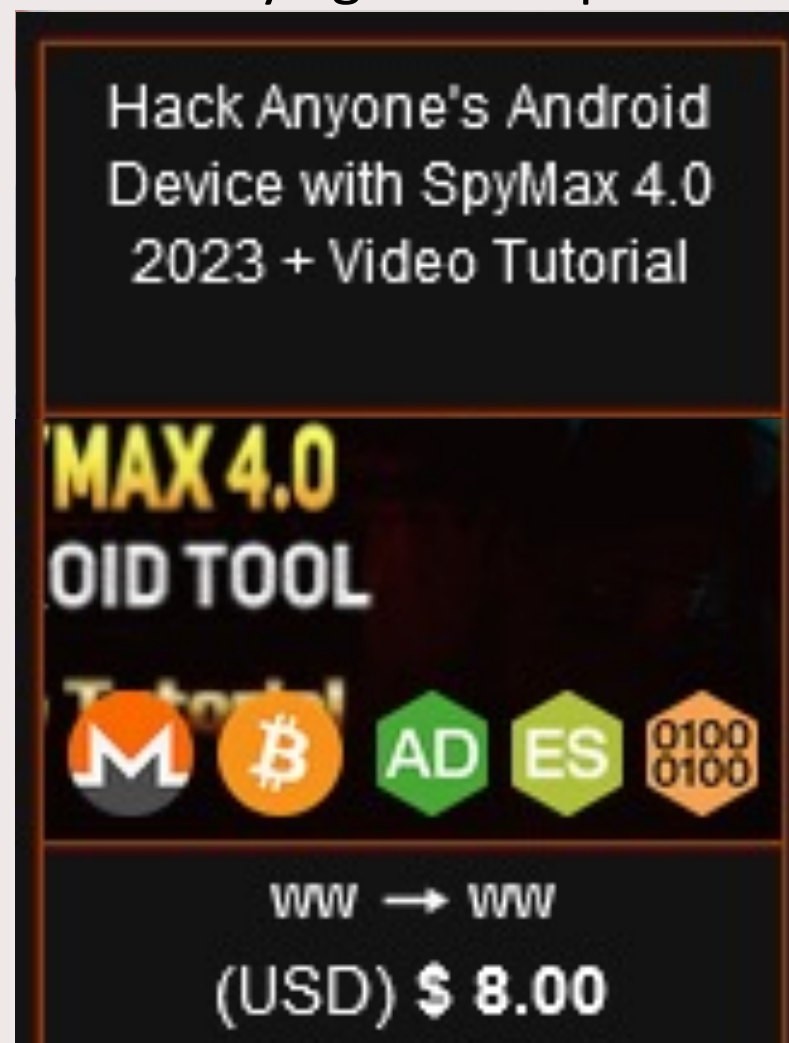 Hack Anyone's Android
Device with SpyMax 4.0
2023 + Video Tutorial
MAX 4.0
OID TOOL
Tutorial
AD ES 0100
0100
WW → WW
(USD) $ 8.00